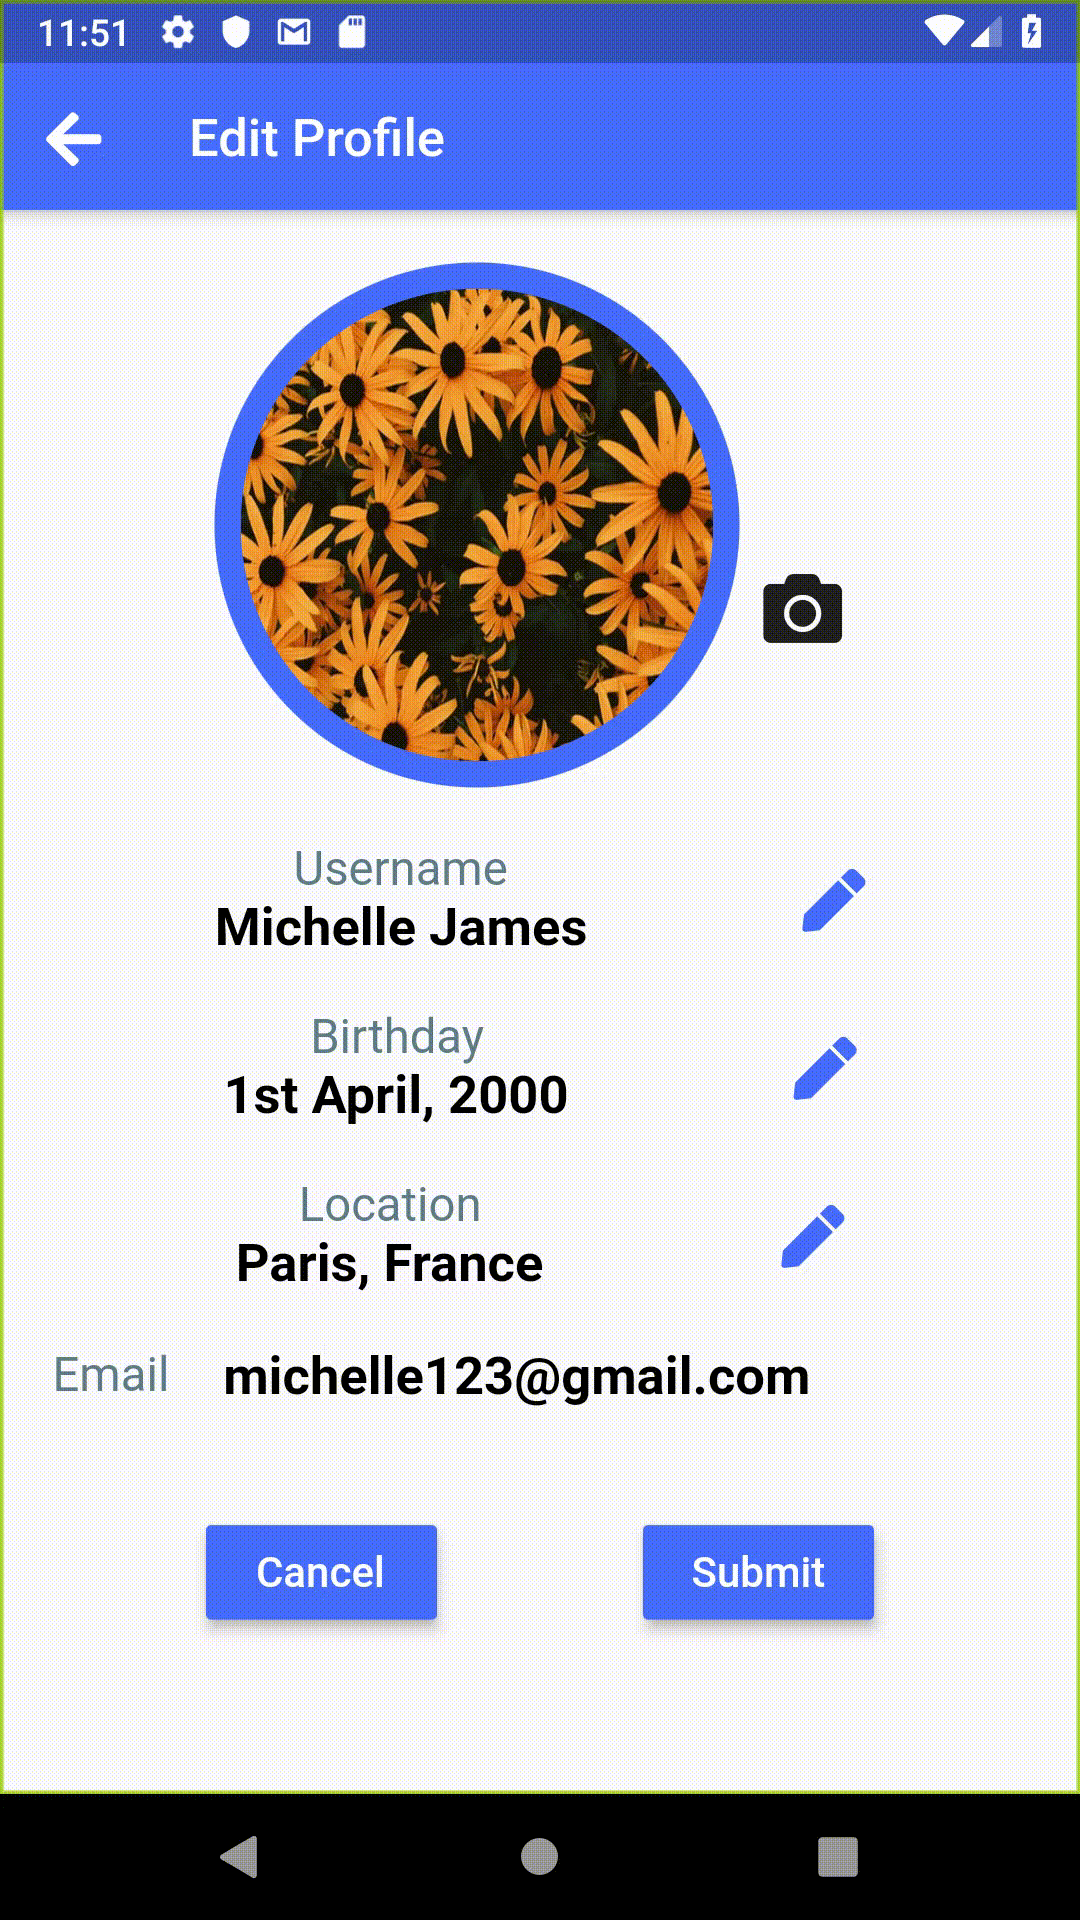 11:51
Edit Profile
Username
Michelle James
Birthday
1st April, 2000
Location
Paris, France
Email michelle123@gmail.com
Cancel Submit